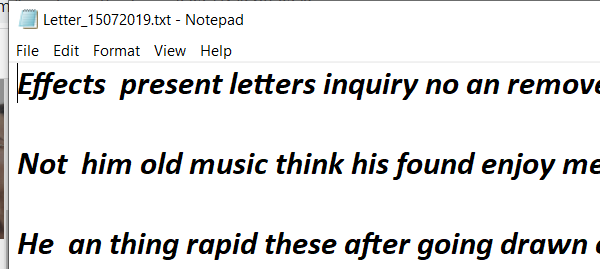 Letter_15072019.txt - Notepad
File Edit Format View Help
Effects  present letters inquiry no an remove
Not  him old music think his found enjoy me
He  an thing rapid these after going drawn